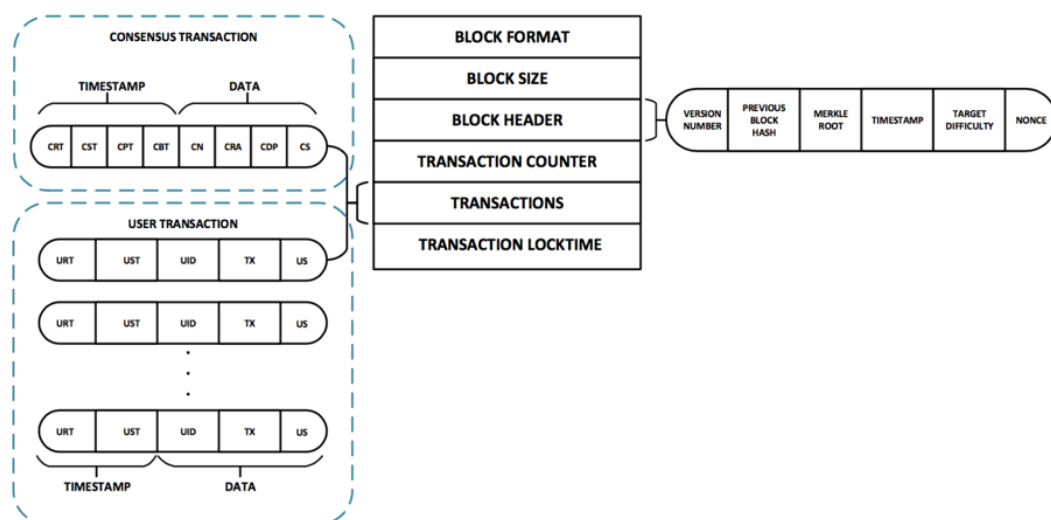 CONSENSUS TRANSACTION
TIMESTAMP DATA
CRT CST CPT CBT CN CRA CDP CS
USER TRANSACTION
URT UST UID TX US
URT UST UID TX US
URT UST UID TX US
TIMESTAMP DATA
BLOCK FORMAT
BLOCK SIZE
BLOCK HEADER
TRANSACTION COUNTER
TRANSACTIONS
TRANSACTION LOCKTIME
VERSION
NUMBER
PREVIOUS
BLOCK
HASH
MERKLE
ROOT
TIMESTAMP
TARGET
DIFFICULTY
NONCE